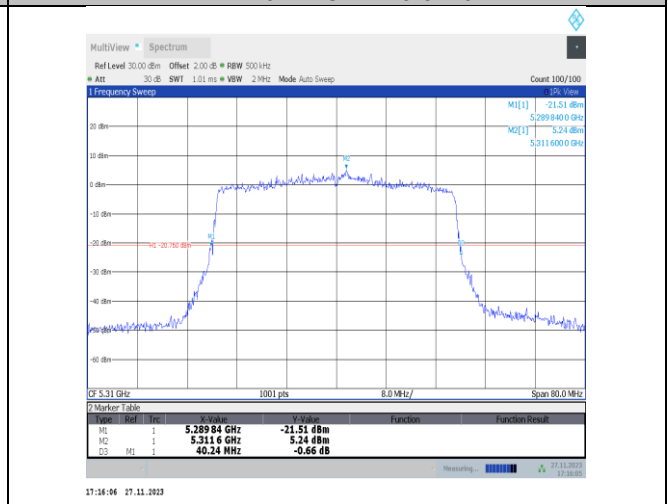 MultiView Spectrum
Ref Level 30.00 dBm Offset 2.00 dB RBW 500 kHz
Att 30 dB SWT 1.01 ms VBW 2 MHz Mode Auto Sweep Count 100/100
1 Frequency Sweep 1Pk View
M1[1] -21.51 dBm
5.2898400 GHz
M2[1] 5.24 dBm
5.3116000 GHz
20 dBm
10 dBm
M2
0 dBm
-10 dBm
M1
-20 dBm
H1 -20.750 dBm
-30 dBm
-40 dBm
-60 dBm
CF 5.31 GHz 1001 pts 8.0 MHz/ Span 80.0 MHz
2 Marker Table
Type Ref Trc X-Value Y-Value Function Function Result
M1 1 5.28984 GHz -21.51 dBm
M2 1 5.3116 GHz 5.24 dBm
D3 M1 1 40.24 MHz -0.66 dB
Measuring... 27.11.2023
17:16:05
17:16:06 27.11.2023